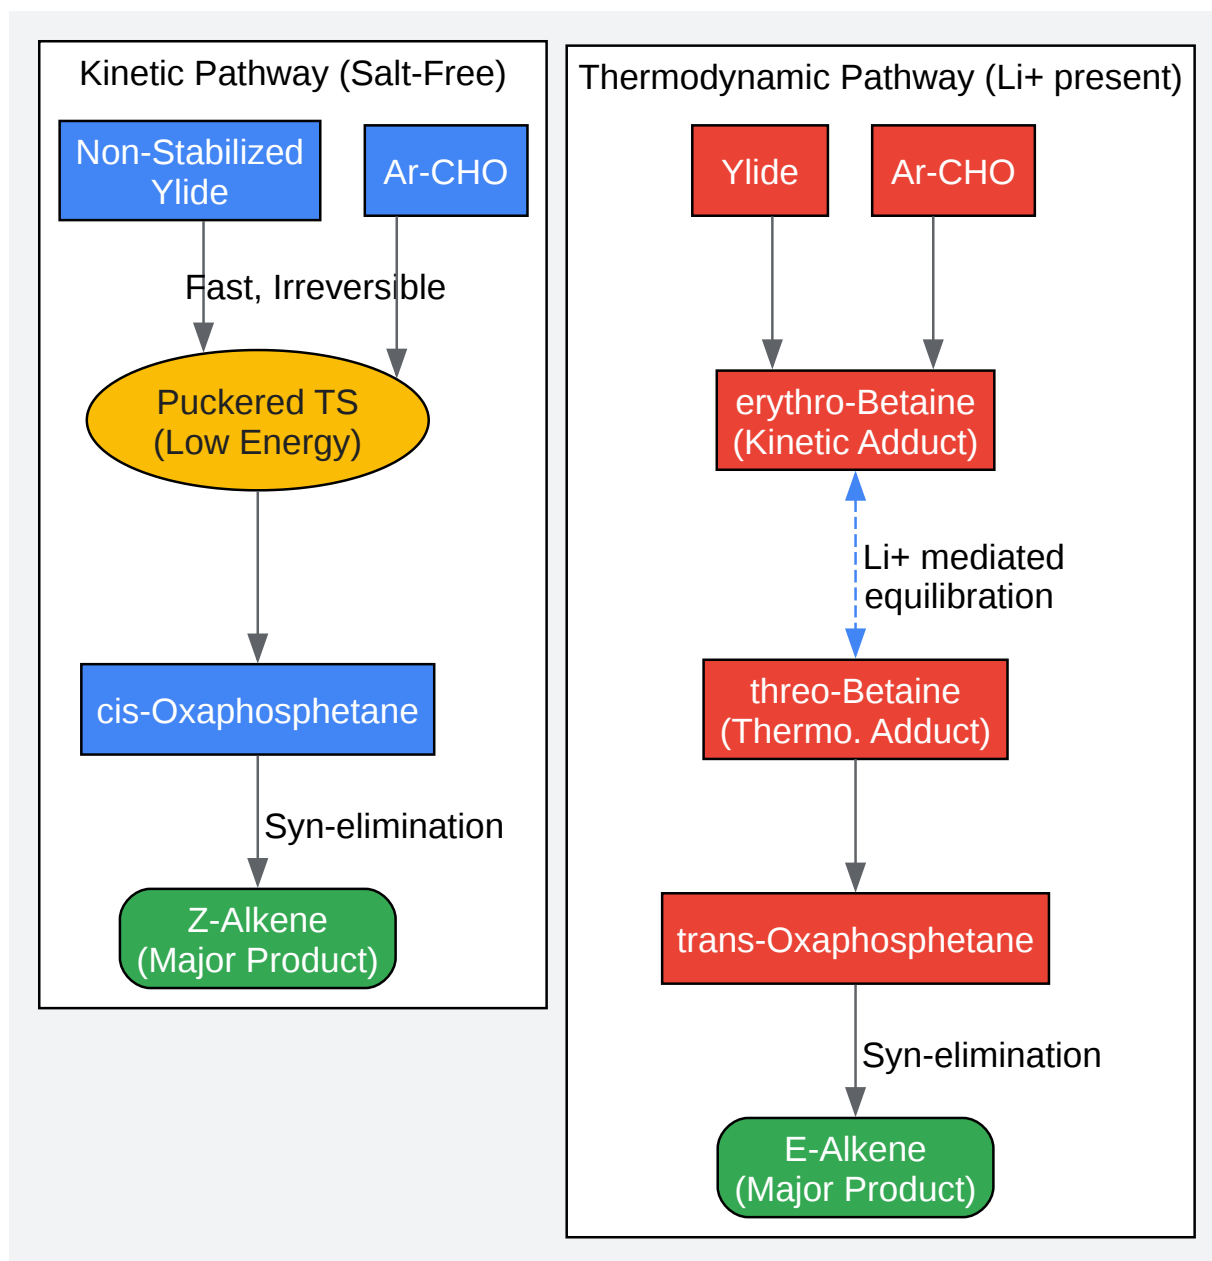 Kinetic Pathway (Salt-Free)
Non-Stabilized
Ylide
Ar-CHO
Fast, Irreversible
Puckered TS
(Low Energy)
cis-Oxaphosphetane
Syn-elimination
Z-Alkene
(Major Product)
Thermodynamic Pathway (Li+ present)
Ylide
Ar-CHO
erythro-Betaine
(Kinetic Adduct)
Li+ mediated
equilibration
threo-Betaine
(Thermo. Adduct)
trans-Oxaphosphetane
Syn-elimination
E-Alkene
(Major Product)